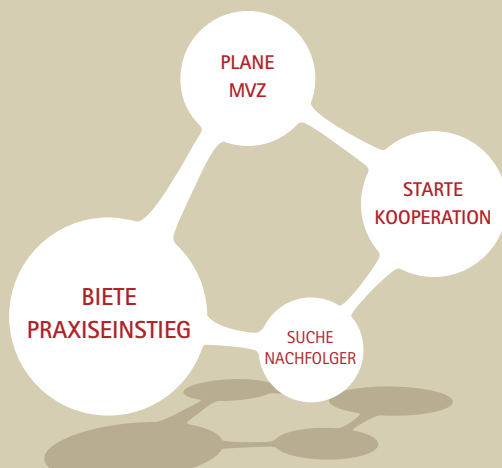 PLANE
MVZ
STARTE
KOOPERATION
BIETE
PRAXISEINSTIEG
SUCHE
NACHFOLGER